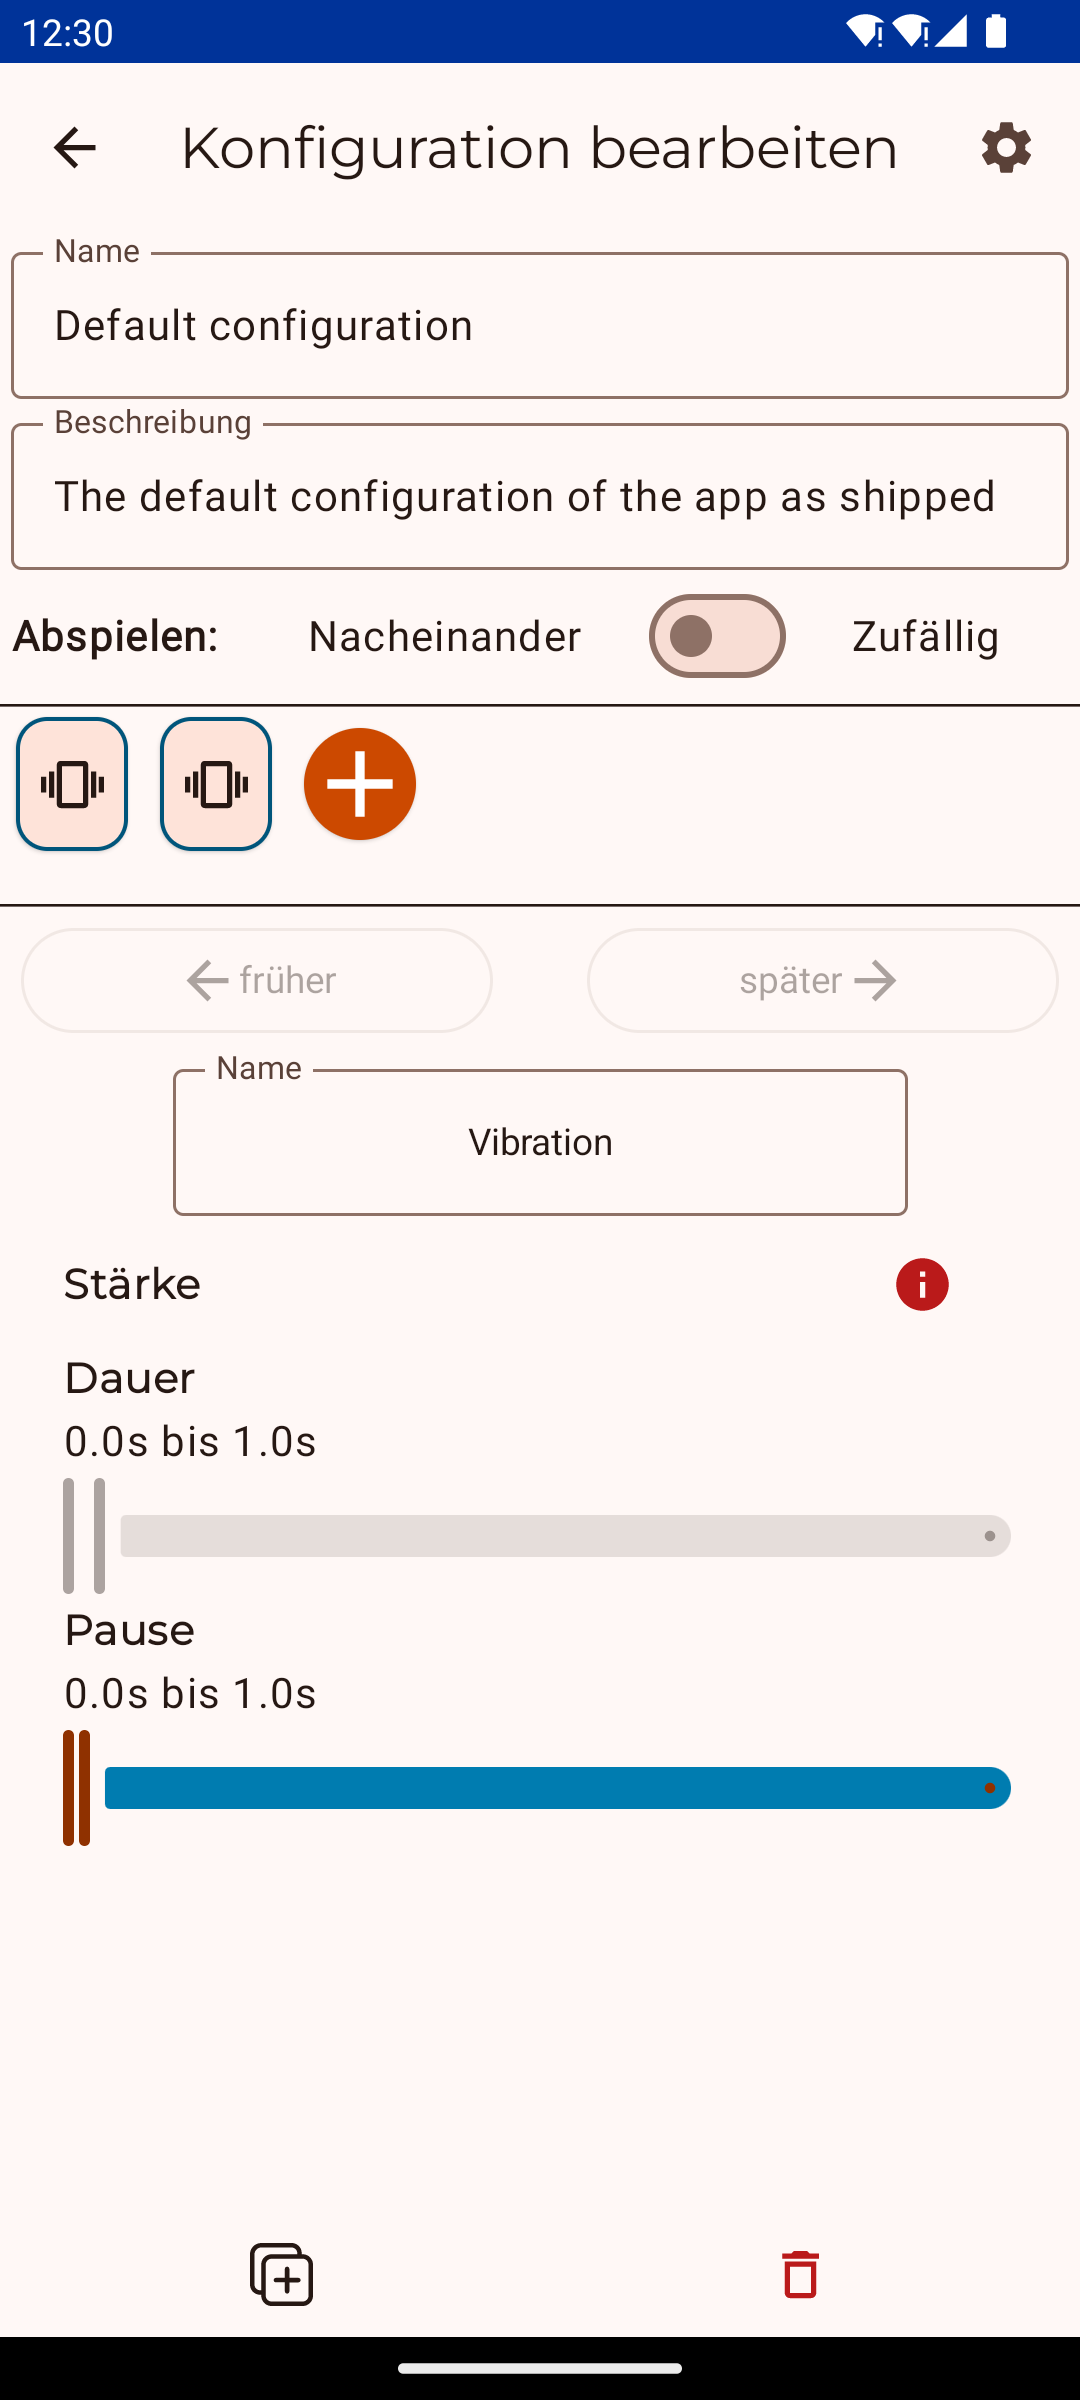 12:30
Konfiguration bearbeiten
Name
Default configuration
Beschreibung
The default configuration of the app as shipped
Abspielen: Nacheinander Zufällig
früher später
Name
Vibration
Stärke
Dauer
0.0s bis 1.0s
Pause
0.0s bis 1.0s